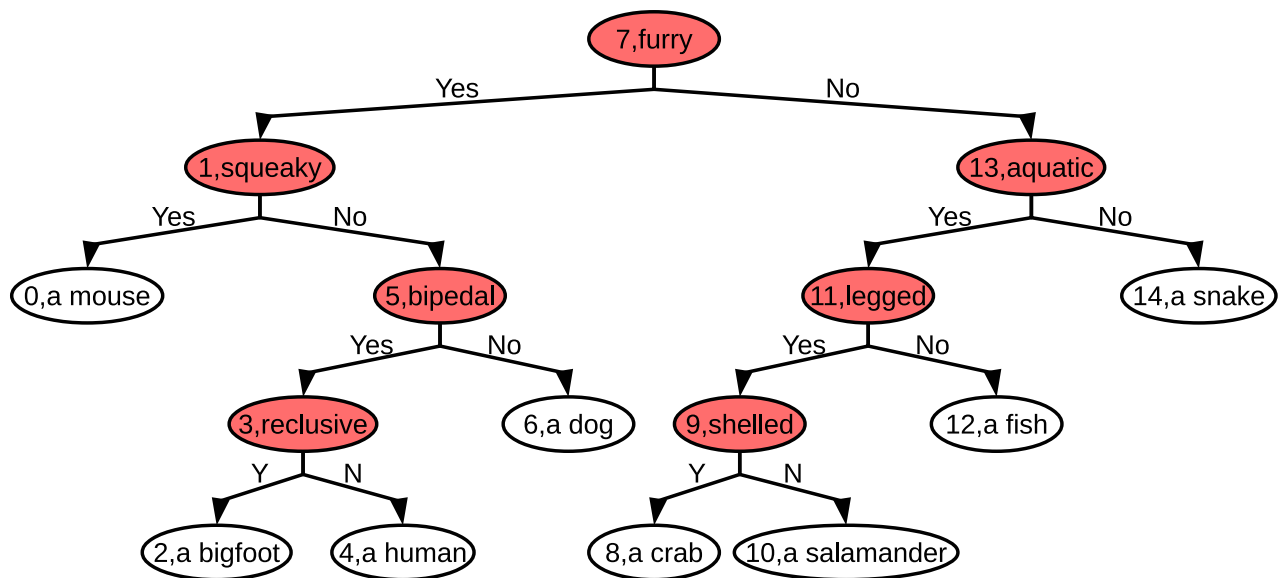 7,furry
Yes
No
1,squeaky
13,aquatic
Yes
No
Yes
No
0,a mouse
5,bipedal
11,legged
14,a snake
Yes
No
Yes
No
3,reclusive
6,a dog
9,shelled
12,a fish
Y
N
Y
N
2,a bigfoot
4,a human
8,a crab
10,a salamander